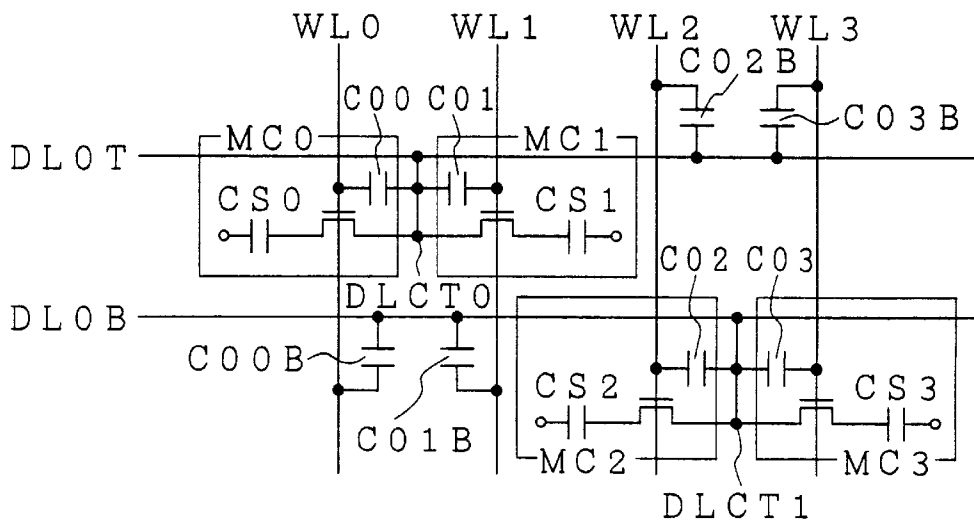 WL0 WL1 WL2 WL3
C02B
C00 C01
C03B
MC0 MC1
DL0T
CS0 CS1
C02 C03
DLCT0
DL0B
C00B
CS2 CS3
C01B
MC2 MC3
DLCT1